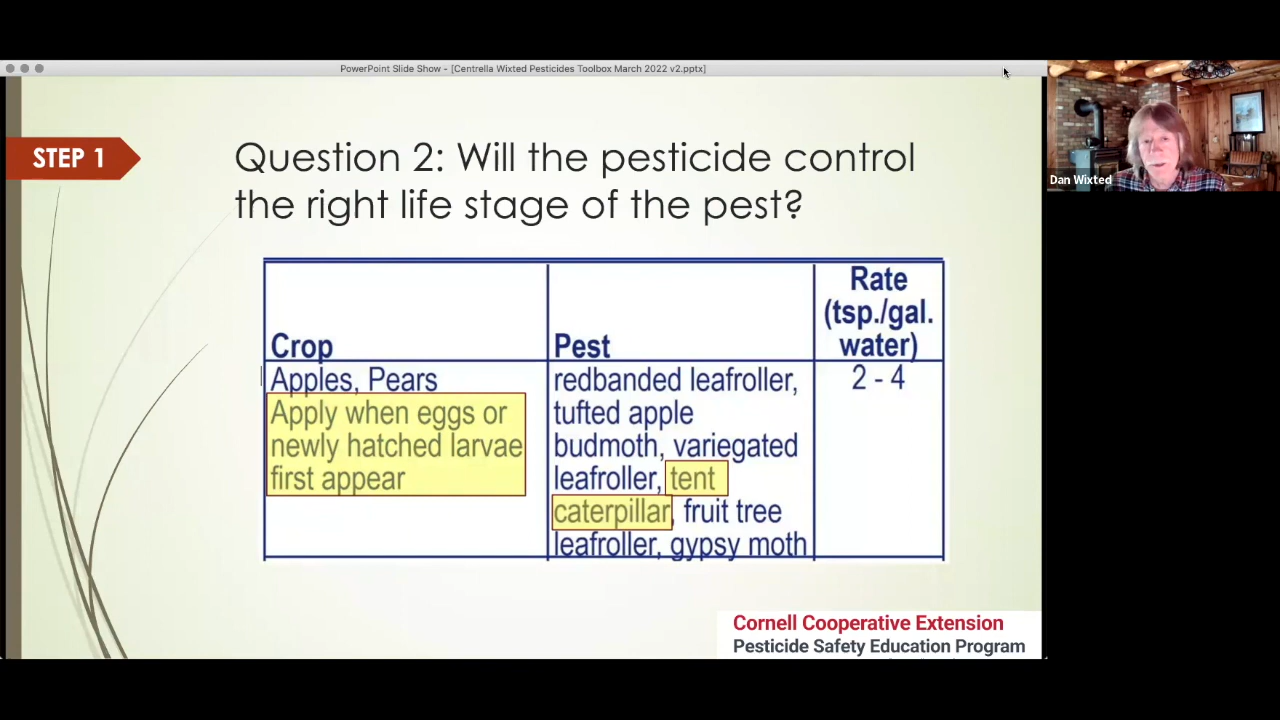 PowerPoint Slide Show - [Centrella Wixted Pesticides Toolbox March 2022 v2.pptx]
STEP 1
Question 2: Will the pesticide control
the right life stage of the pest?
Crop
Pest
Rate
(tsp./gal.
water)
Apples, Pears
Apply when eggs or
newly hatched larvae
first appear
redbanded leafroller,
tufted apple
budmoth, variegated
leafroller, tent
caterpillar, fruit tree
leafroller, gypsy moth
2 - 4
Dan Wixted
Cornell Cooperative Extension
Pesticide Safety Education Program